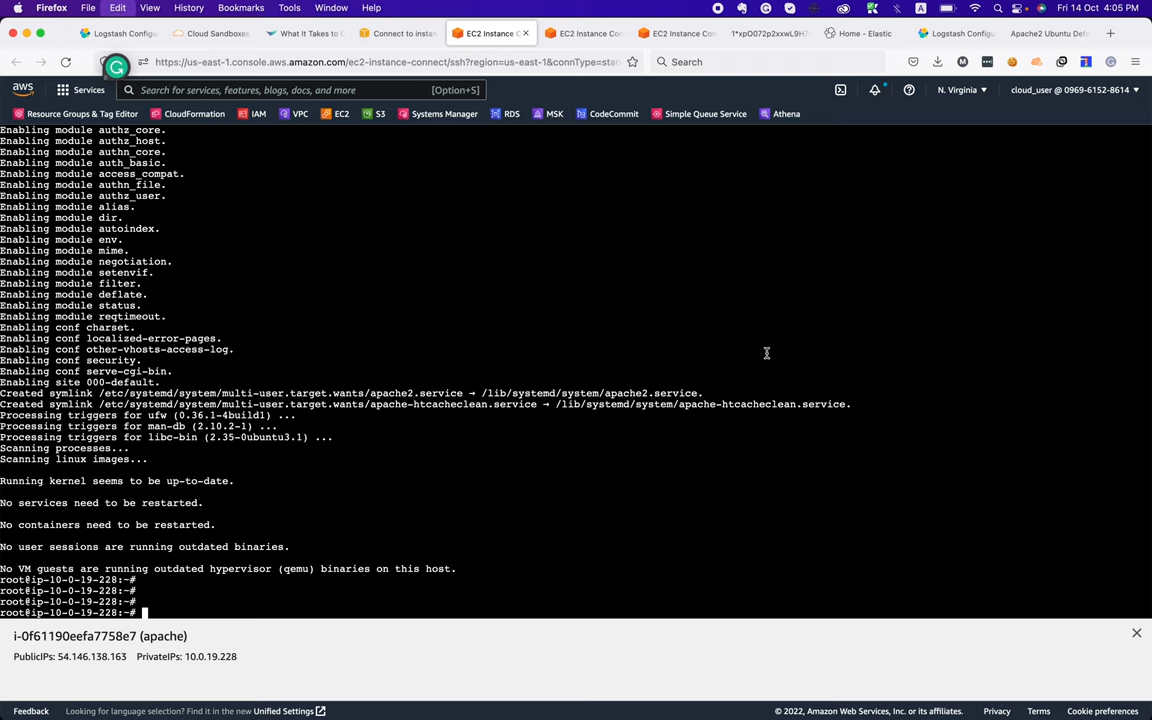 Firefox File Edit View History Bookmarks Tools Window Help Fri 14 Oct 4:05 PM
Logstash Configu Cloud Sandboxes What It Takes to C Connect to instan EC2 Instance C EC2 Instance Con EC2 Instance Con 1*xpO072p2xxwL9H? Home - Elastic Logstash Configu Apache2 Ubuntu Defa
https://us-east-1.console.aws.amazon.com/ec2-instance-connect/ssh?region=us-east-1&connType=stan Search
aws Services Search for services, features, blogs, docs, and more [Option+S] N. Virginia cloud_user @ 0969-6152-8614
Resource Groups & Tag Editor CloudFormation IAM VPC EC2 S3 Systems Manager RDS MSK CodeCommit Simple Queue Service Athena
Enabling module authz_core.
Enabling module authz_host.
Enabling module authn_core.
Enabling module auth_basic.
Enabling module access_compat.
Enabling module authn_file.
Enabling module authz_user.
Enabling module alias.
Enabling module dir.
Enabling module autoindex.
Enabling module env.
Enabling module mime.
Enabling module negotiation.
Enabling module setenvif.
Enabling module filter.
Enabling module deflate.
Enabling module status.
Enabling module reqtimeout.
Enabling conf charset.
Enabling conf localized-error-pages.
Enabling conf other-vhosts-access-log.
Enabling conf security.
Enabling conf serve-cgi-bin.
Enabling site 000-default.
Created symlink /etc/systemd/system/multi-user.target.wants/apache2.service → /lib/systemd/system/apache2.service.
Created symlink /etc/systemd/system/multi-user.target.wants/apache-htcacheclean.service → /lib/systemd/system/apache-htcacheclean.service.
Processing triggers for ufw (0.36.1-4build1) ...
Processing triggers for man-db (2.10.2-1) ...
Processing triggers for libc-bin (2.35-0ubuntu3.1) ...
Scanning processes...
Scanning linux images...
Running kernel seems to be up-to-date.
No services need to be restarted.
No containers need to be restarted.
No user sessions are running outdated binaries.
No VM guests are running outdated hypervisor (qemu) binaries on this host.
root@ip-10-0-19-228:~#
root@ip-10-0-19-228:~#
root@ip-10-0-19-228:~#
root@ip-10-0-19-228:~#
i-0f61190eefa7758e7 (apache)
PublicIPs: 54.146.138.163 PrivateIPs: 10.0.19.228
Feedback Looking for language selection? Find it in the new Unified Settings © 2022, Amazon Web Services, Inc. or its affiliates. Privacy Terms Cookie preferences